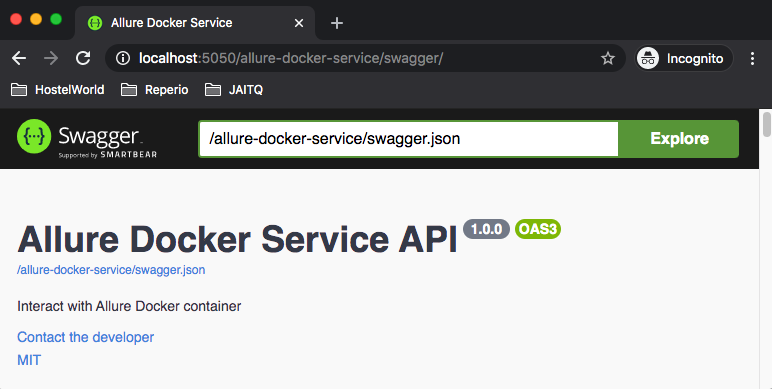 Allure Docker Service
localhost:5050/allure-docker-service/swagger/
Incognito
HostelWorld Reperio JAITQ
Swagger
Supported by SMARTBEAR
/allure-docker-service/swagger.json
Explore
Allure Docker Service API 1.0.0 OAS3
/allure-docker-service/swagger.json
Interact with Allure Docker container
Contact the developer
MIT